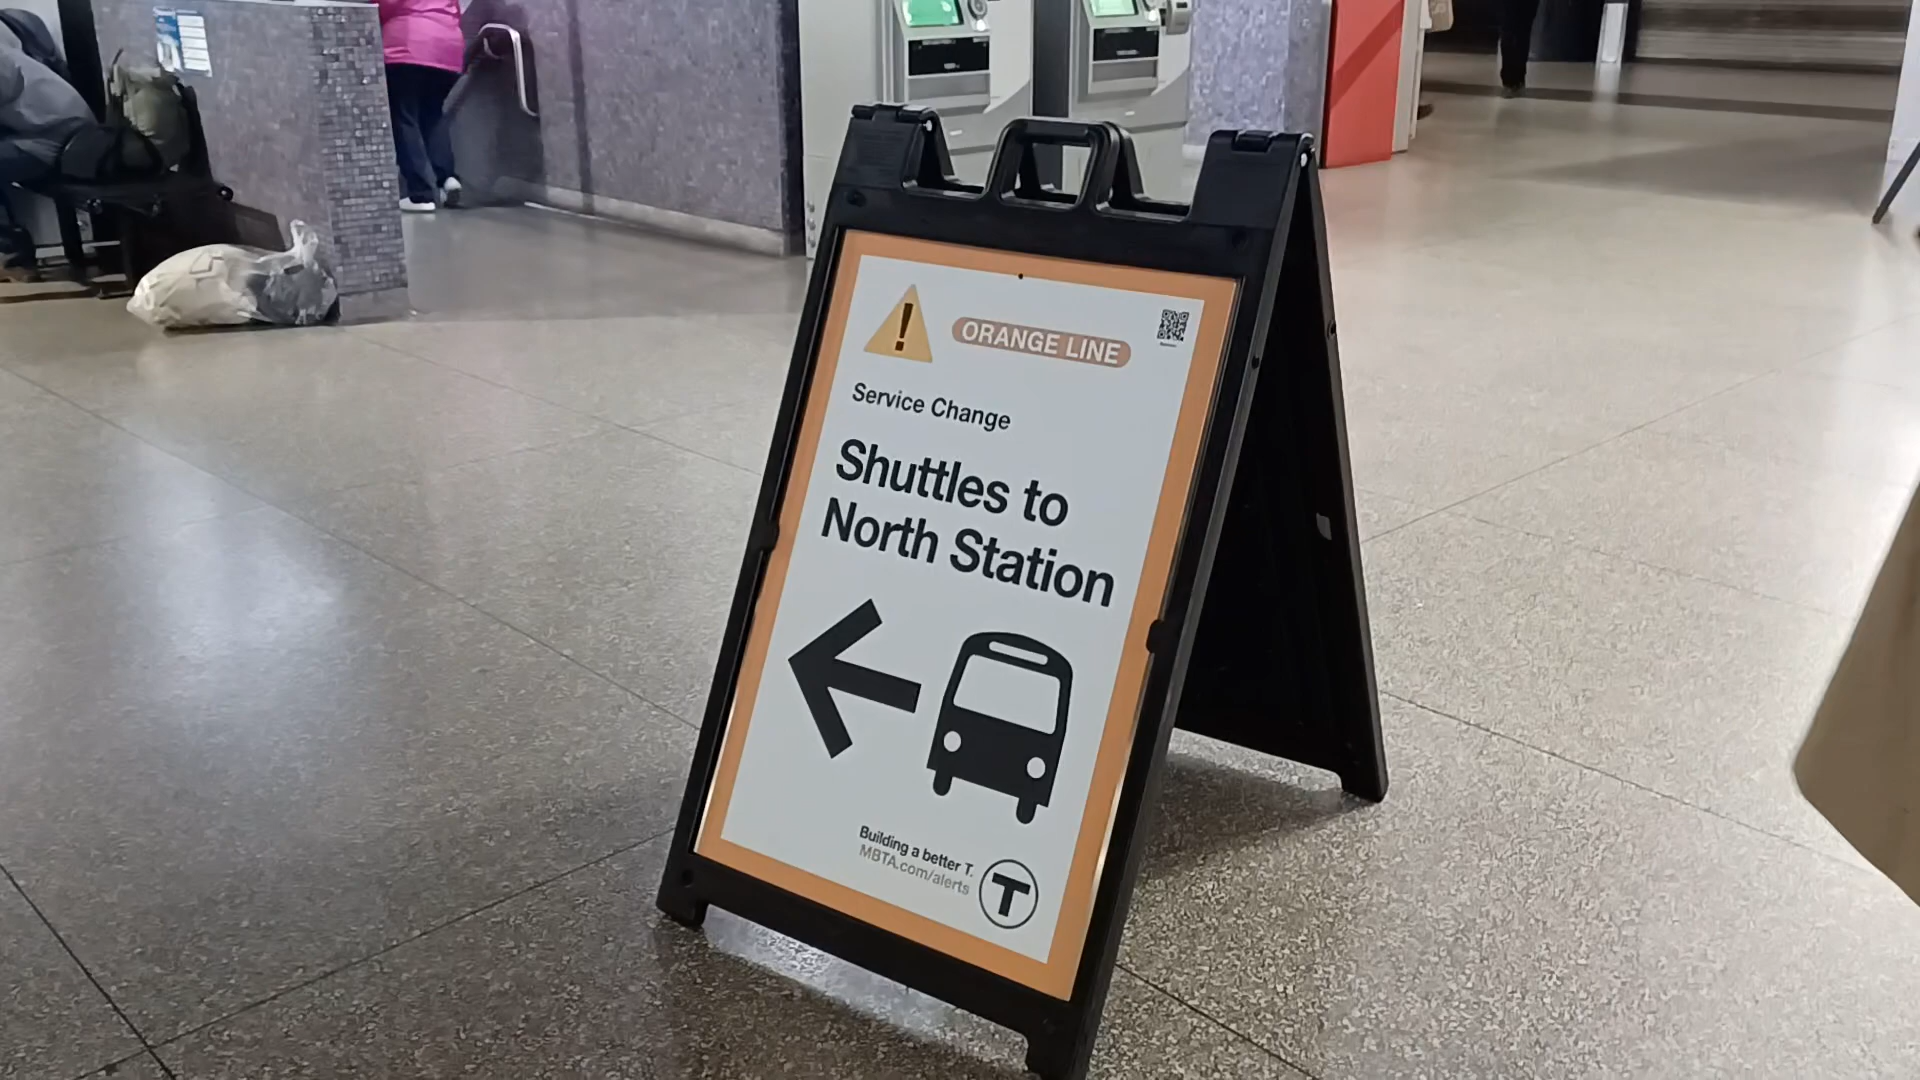 ORANGE LINE
Service Change
Shuttles to
North Station
Building a better T.
MBTA.com/alerts
T